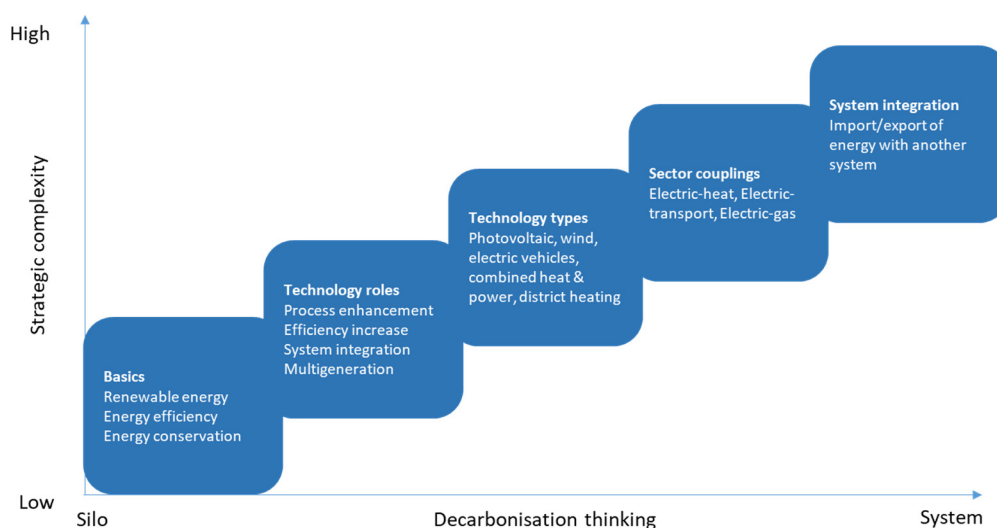 High
System integration
Import/export of
energy with another
system
Sector couplings
Electric-heat, Electric-
transport, Electric-gas
Technology types
Photovoltaic, wind,
electric vehicles,
combined heat &
power, district heating
Technology roles
Process enhancement
Efficiency increase
System integration
Multigeneration
Basics
Renewable energy
Energy efficiency
Energy conservation
Strategic complexity
Low
Silo
Decarbonisation thinking
System